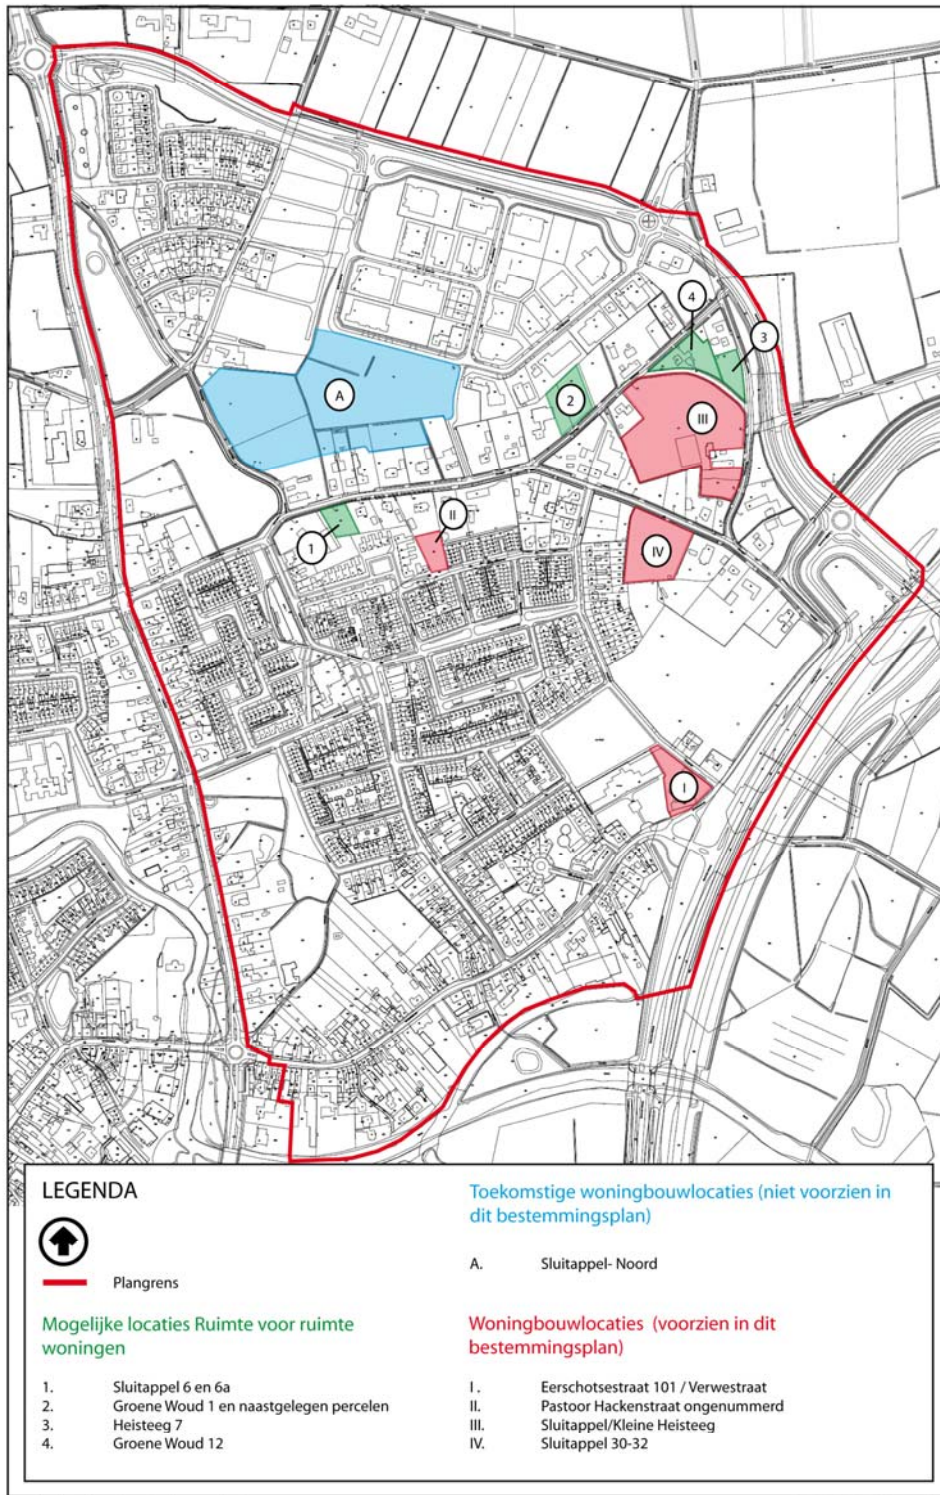 A
4
3
2
III
II
1
IV
I
LEGENDA
Plangrens
Mogelijke locaties Ruimte voor ruimte
woningen
1. Sluitappel 6 en 6a
2. Groene Woud 1 en naastgelegen percelen
3. Heisteeg 7
4. Groene Woud 12
Toekomstige woningbouwlocaties (niet voorzien in
dit bestemmingsplan)
A. Sluitappel- Noord
Woningbouwlocaties (voorzien in dit
bestemmingsplan)
I. Eerschotsestraat 101 / Verwestraat
II. Pastoor Hackenstraat ongenummerd
III. Sluitappel/Kleine Heisteeg
IV. Sluitappel 30-32